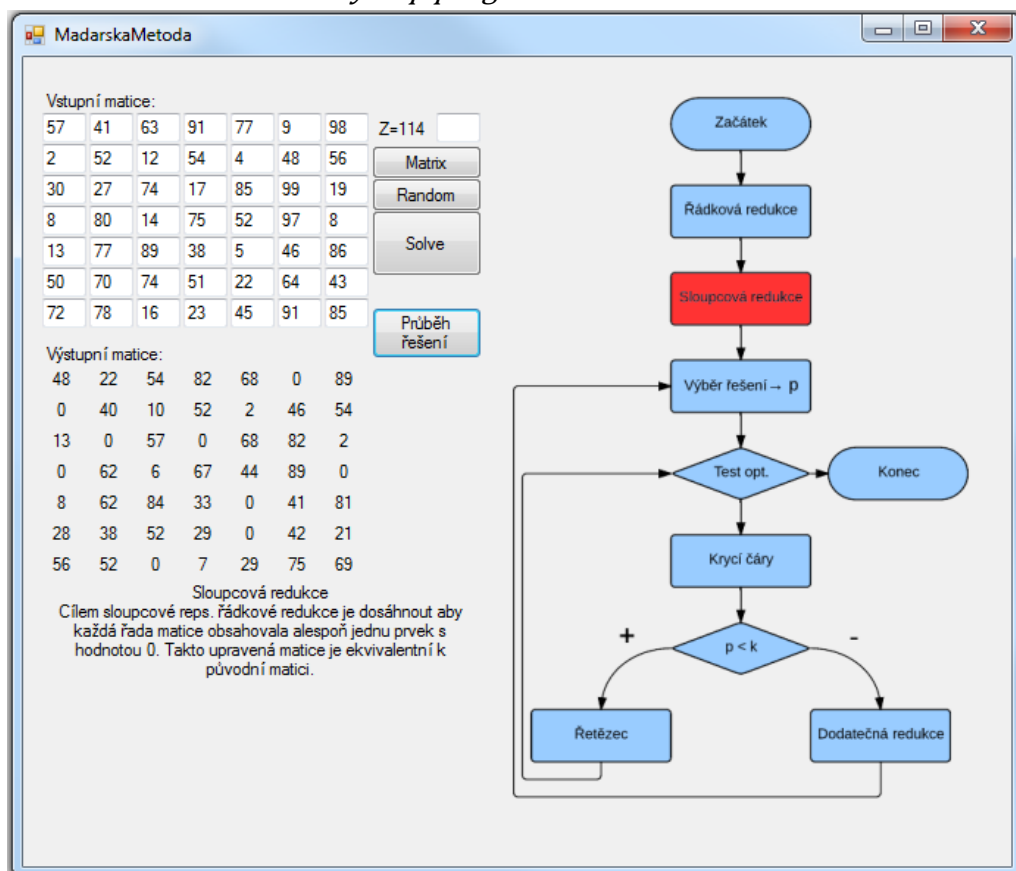 MadarskaMetoda
Vstupní matice:
57 41 63 91 77 9 98 Z=114
2 52 12 54 4 48 56 Matrix
30 27 74 17 85 99 19 Random
8 80 14 75 52 97 8
13 77 89 38 5 46 86 Solve
50 70 74 51 22 64 43
72 78 16 23 45 91 85
Průběh
řešení
Výstupní matice:
48 22 54 82 68 0 89
0 40 10 52 2 46 54
13 0 57 0 68 82 2
0 62 6 67 44 89 0
8 62 84 33 0 41 81
28 38 52 29 0 42 21
56 52 0 7 29 75 69
Sloupcová redukce
Cílem sloupcové reps. řádkové redukce je dosáhnout aby
každá řada matice obsahovala alespoň jednu prvek s
hodnotou 0. Takto upravená matice je ekvivalentní k
původní matici.
Začátek
Řádková redukce
Sloupcová redukce
Výběr řešení → p
Test opt.
Konec
Krycí čáry
+
-
p < k
Řetězec
Dodatečná redukce